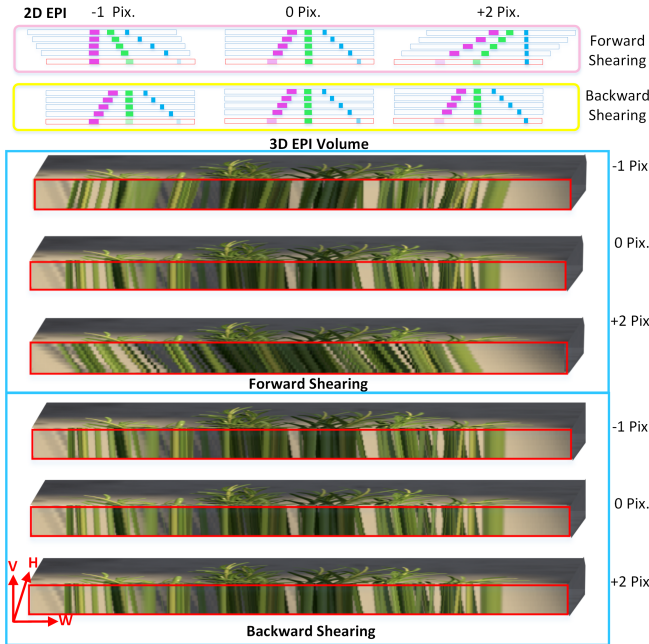 2D EPI -1 Pix. 0 Pix. +2 Pix.
Forward
Shearing
Backward
Shearing
3D EPI Volume
-1 Pix
0 Pix.
+2 Pix
Forward Shearing
-1 Pix
0 Pix.
+2 Pix
V H
W
Backward Shearing